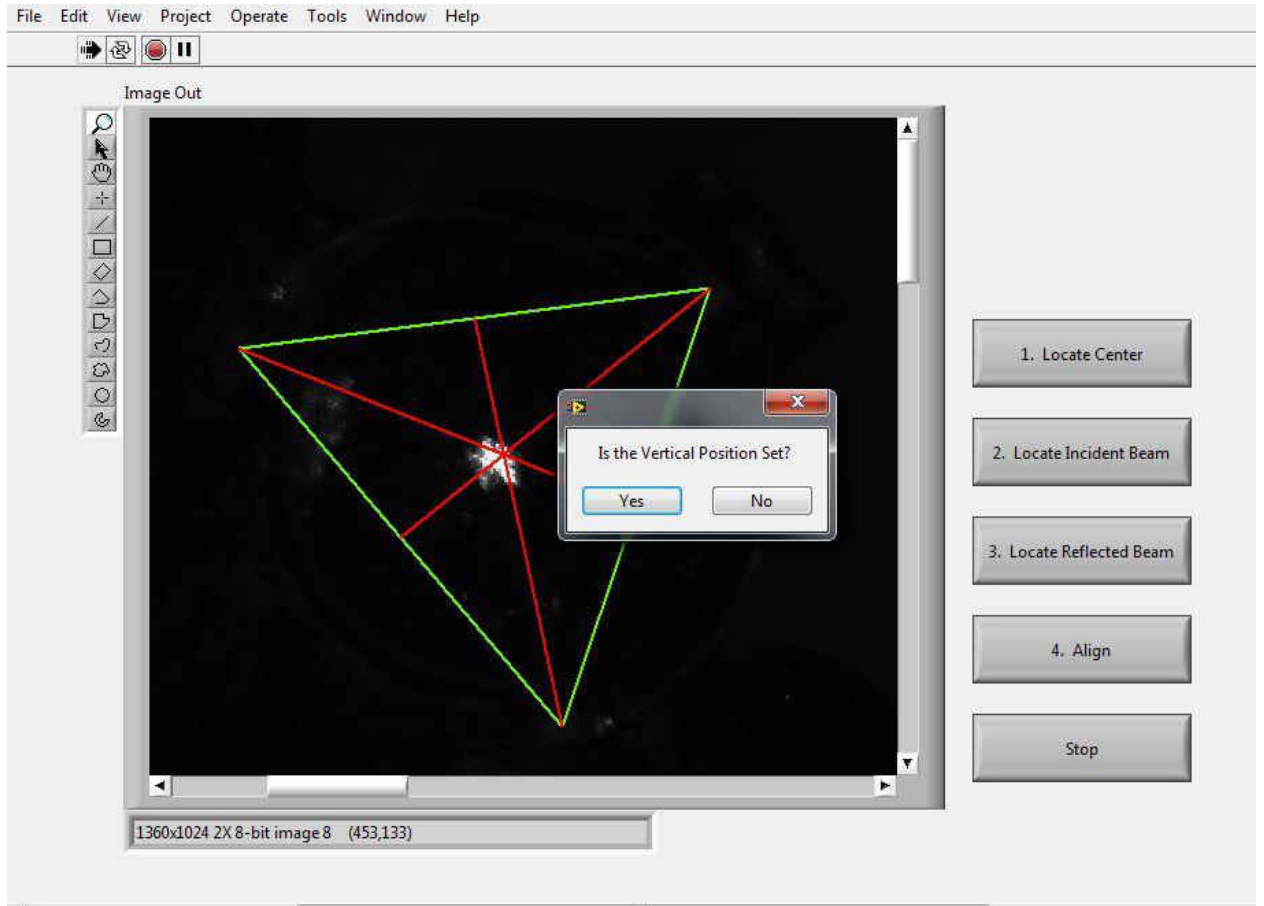 File Edit View Project Operate Tools Window Help
Image Out
1. Locate Center
Is the Vertical Position Set?
2. Locate Incident Beam
Yes No
3. Locate Reflected Beam
4. Align
Stop
1360x1024 2X 8-bit image 8 (453,133)